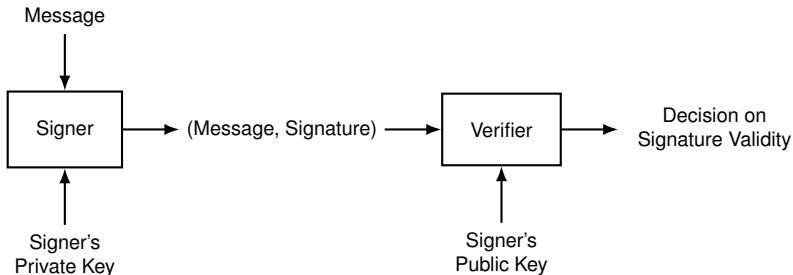 Message
Signer
(Message, Signature)
Verifier
Decision on
Signature Validity
Signer's
Private Key
Signer's
Public Key